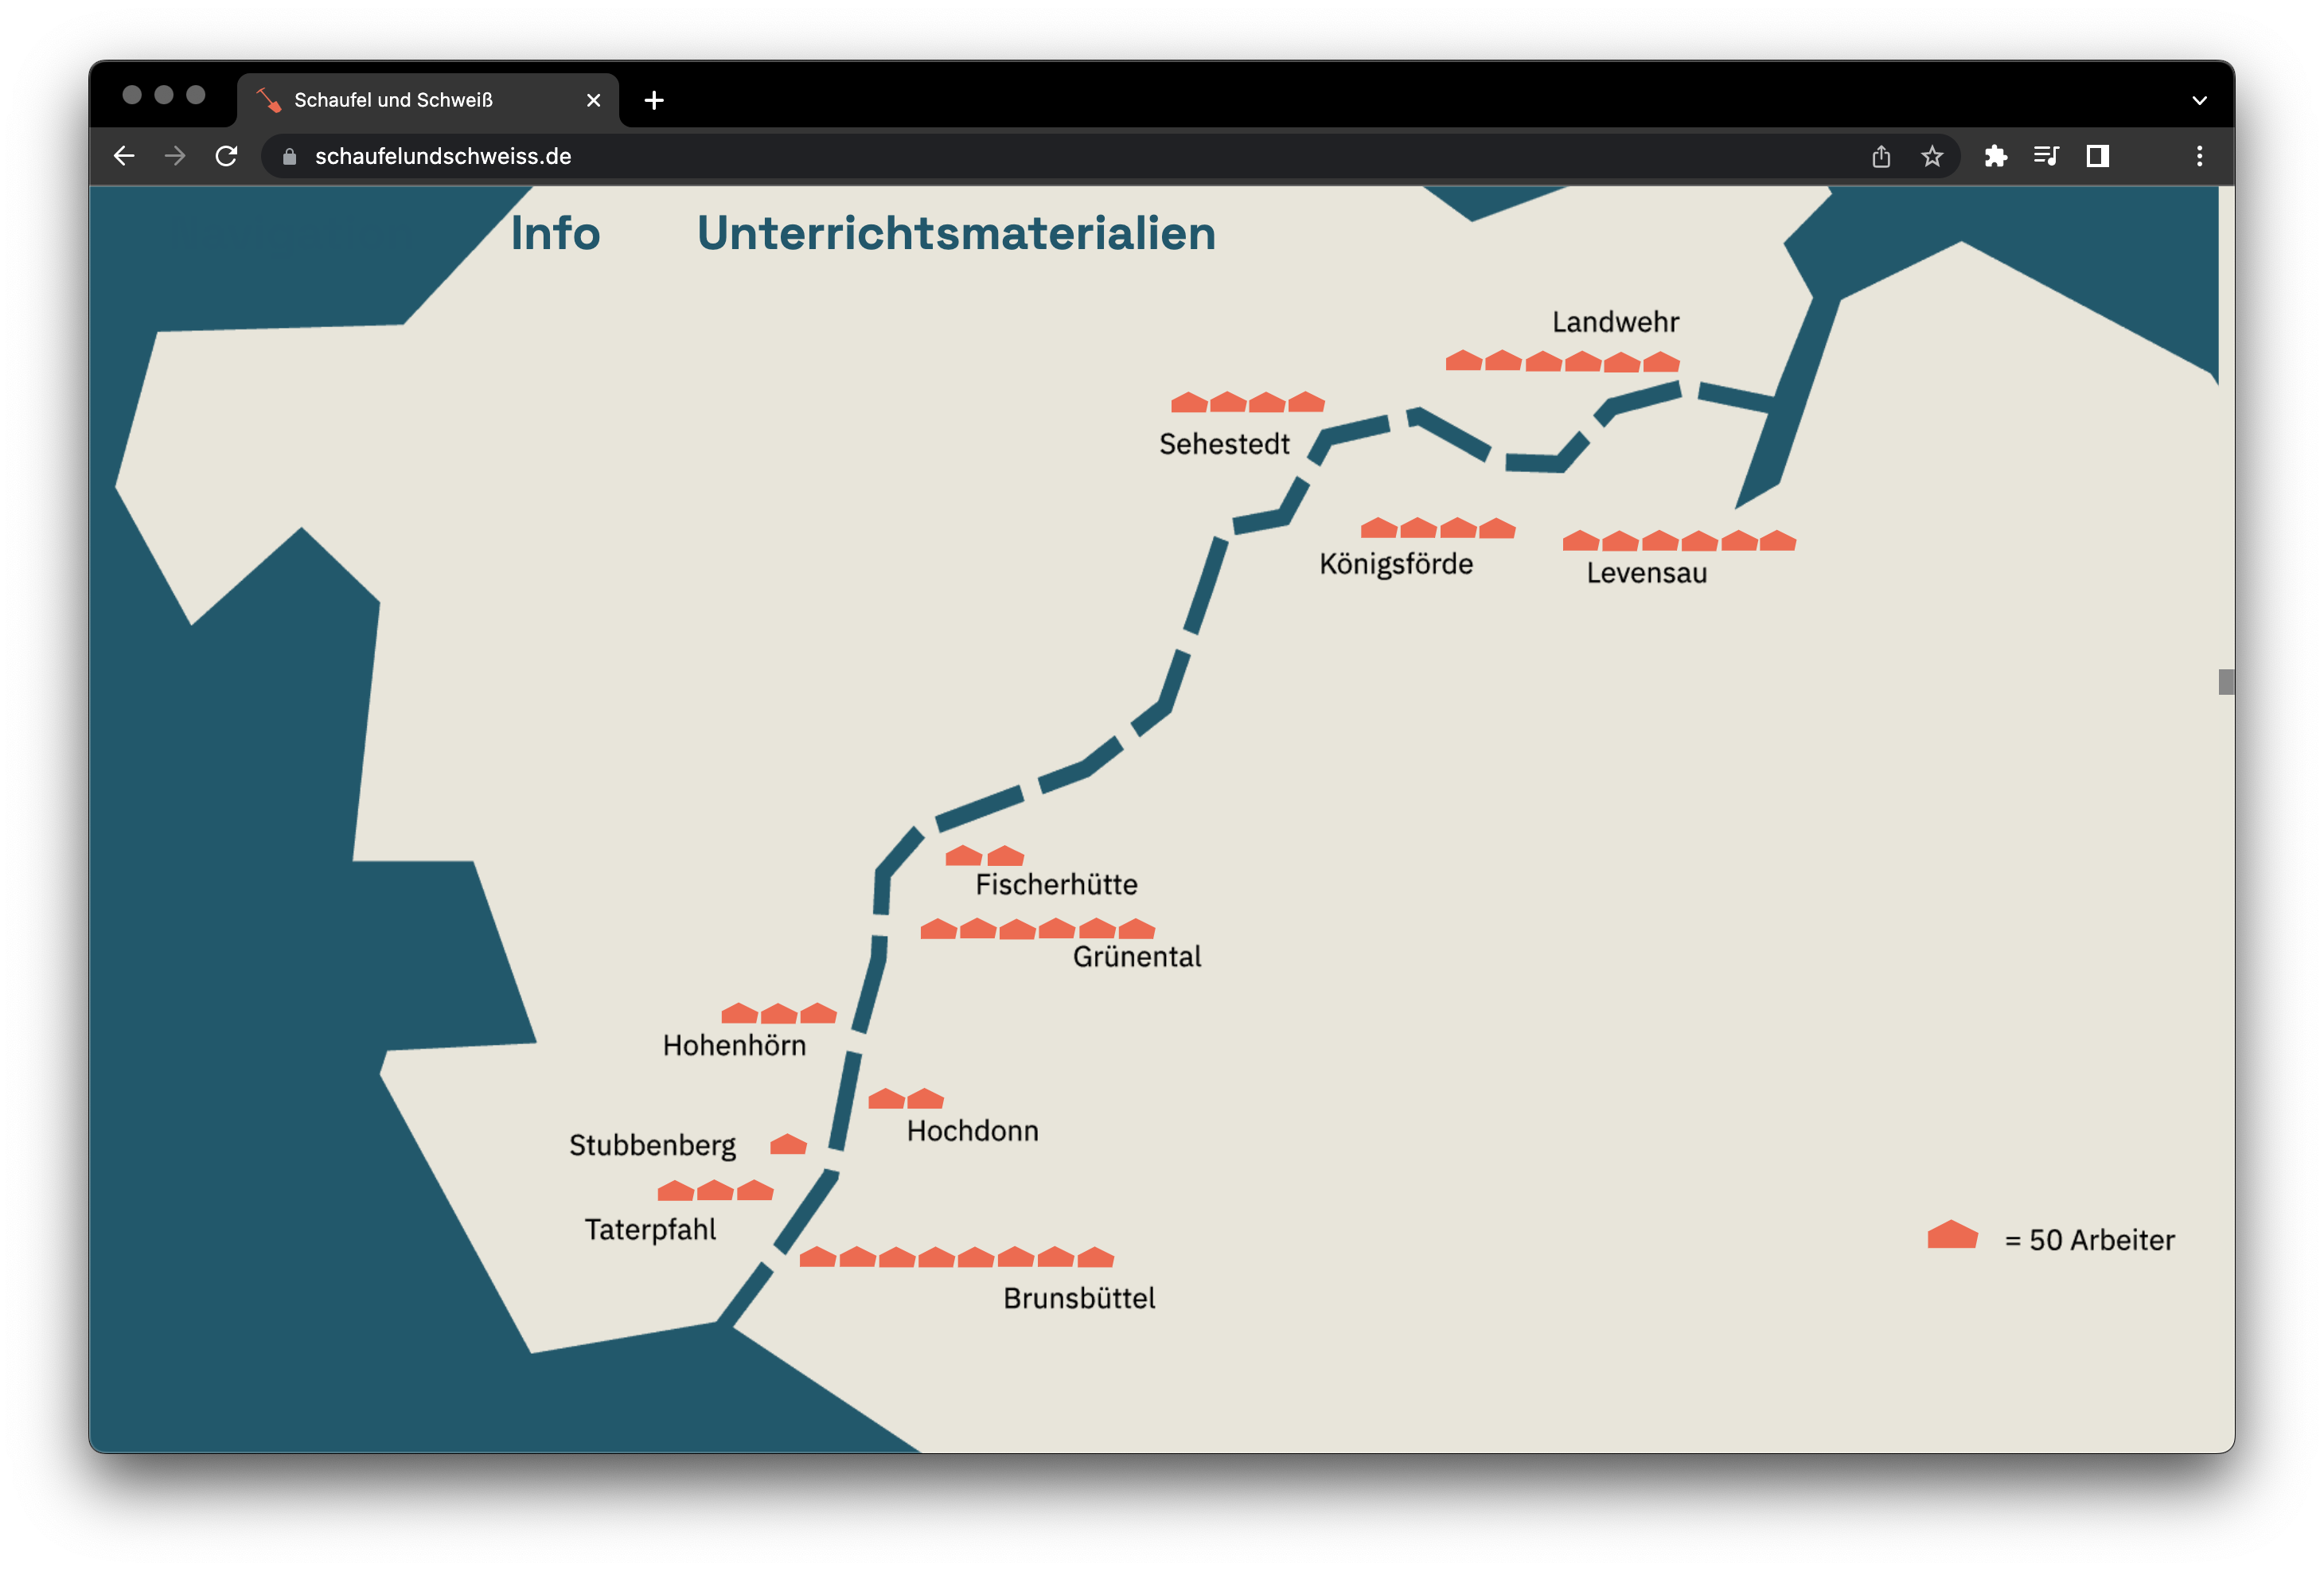 Schaufel und Schweiß
schaufelundschweiss.de
Navigation Info Unterrichtsmaterialien
Landwehr
Sehestedt
Königsförde
Levensau
Fischerhütte
Grünental
Hohenhörn
Hochdonn
Stubbenberg
Taterpfahl
= 50 Arbeiter
Brunsbüttel